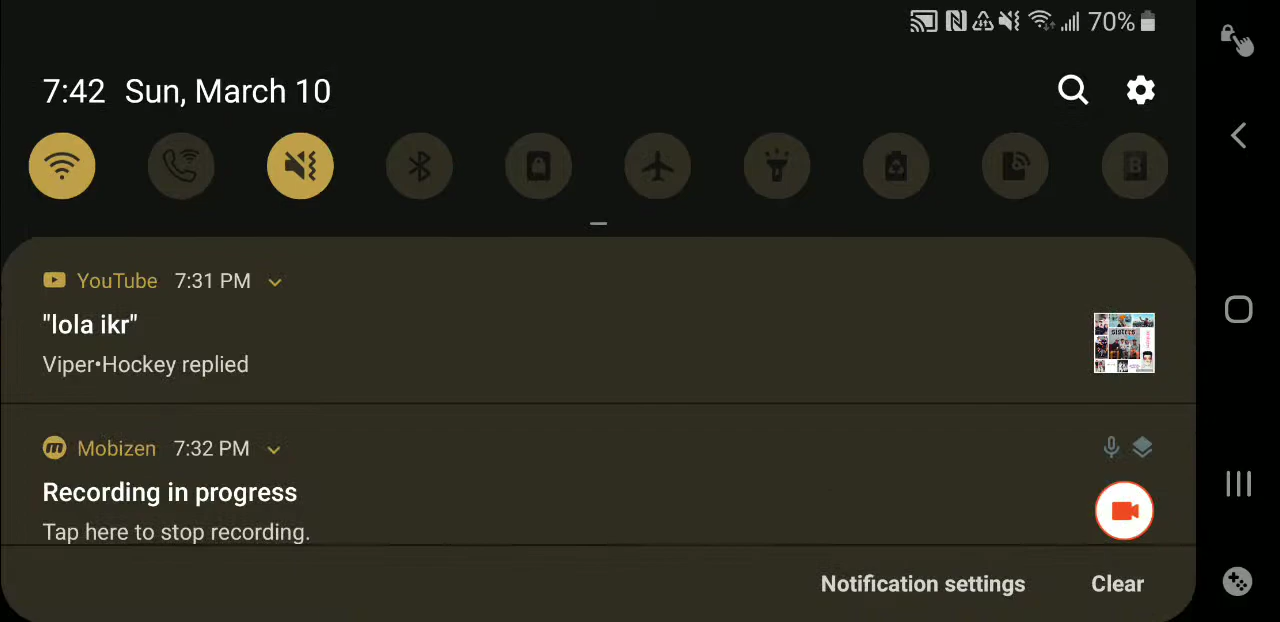 70%
7:42 Sun, March 10
YouTube 7:31 PM
"lola ikr"
Viper•Hockey replied
sisters
Mobizen 7:32 PM
Recording in progress
Tap here to stop recording.
Notification settings Clear